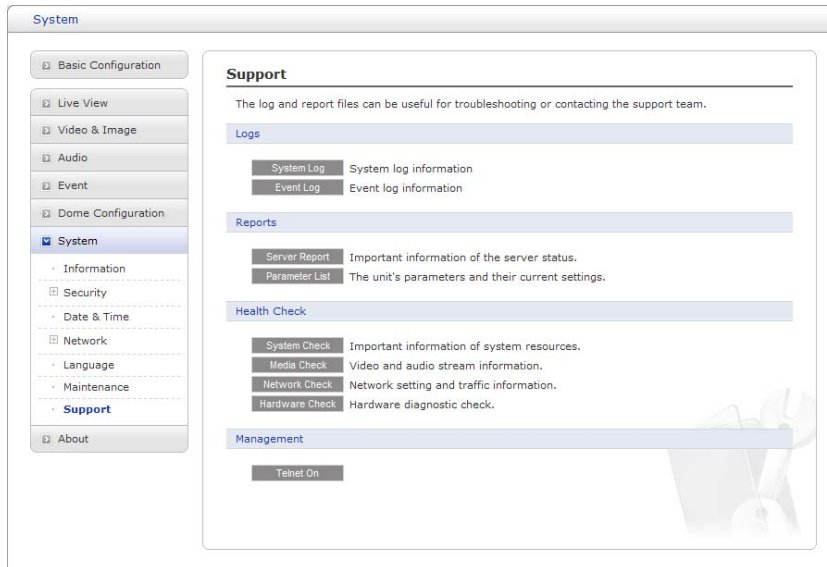 System
Basic Configuration
Live View
Video & Image
Audio
Event
Dome Configuration
System
Information
Security
Date & Time
Network
Language
Maintenance
Support
About
Support
The log and report files can be useful for troubleshooting or contacting the support team.
Logs
System Log System log information
Event Log Event log information
Reports
Server Report Important information of the server status.
Parameter List The unit's parameters and their current settings.
Health Check
System Check Important information of system resources.
Media Check Video and audio stream information.
Network Check Network setting and traffic information.
Hardware Check Hardware diagnostic check.
Management
Telnet On